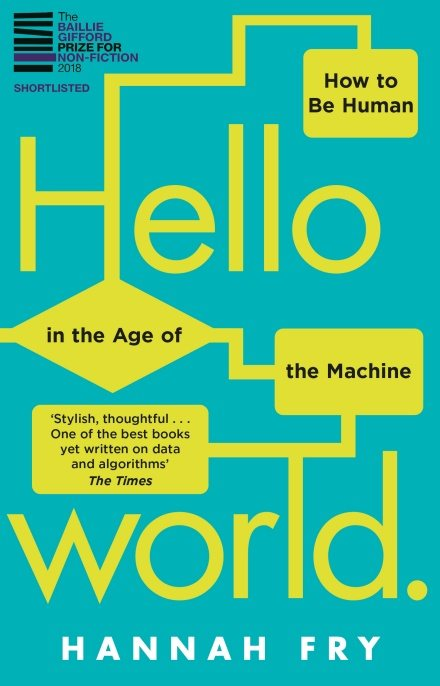 The
BAILLIE
GIFFORD
PRIZE FOR
NON-FICTION
2018
SHORTLISTED
How to
Be Human
Hello
in the Age of
the Machine
‘Stylish, thoughtful . . .
One of the best books
yet written on data
and algorithms’
The Times
world.
HANNAH FRY